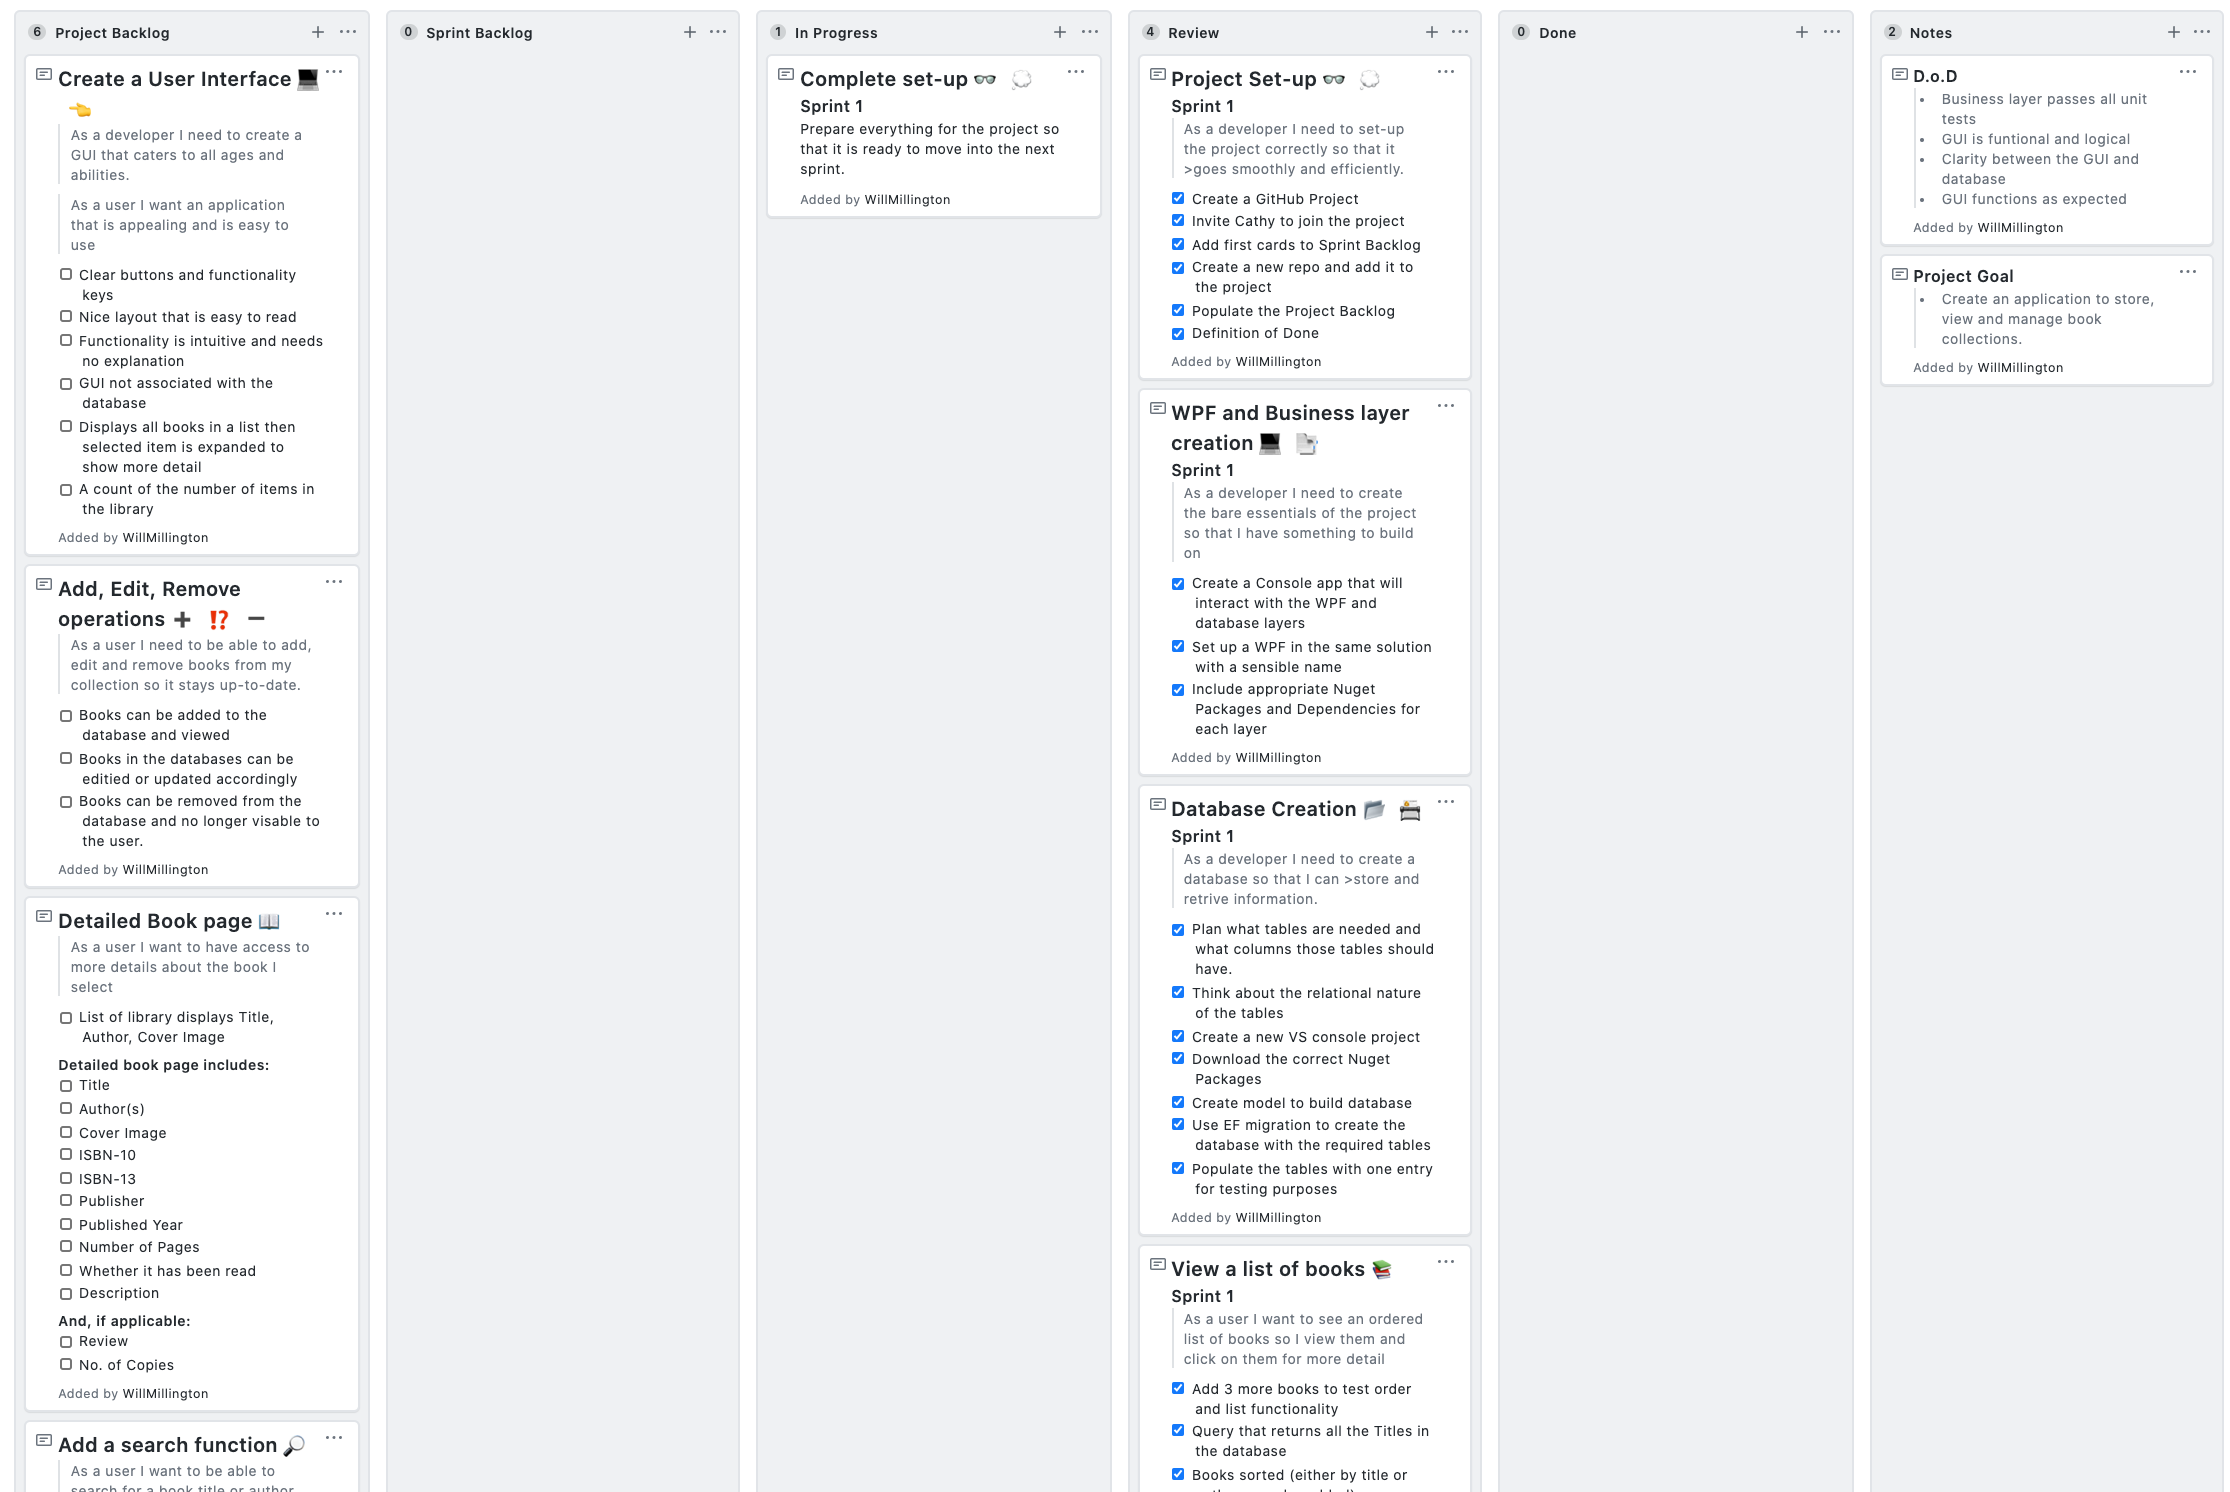 6 Project Backlog
Create a User Interface
As a developer I need to create a
GUI that caters to all ages and
abilities.
As a user I want an application
that is appealing and is easy to
use
Clear buttons and functionality
keys
Nice layout that is easy to read
Functionality is intuitive and needs
no explanation
GUI not associated with the
database
Displays all books in a list then
selected item is expanded to
show more detail
A count of the number of items in
the library
Added by WillMillington
Add, Edit, Remove
operations ➕ ⁉️ ➖
As a user I need to be able to add,
edit and remove books from my
collection so it stays up-to-date.
Books can be added to the
database and viewed
Books in the databases can be
editied or updated accordingly
Books can be removed from the
database and no longer visable to
the user.
Added by WillMillington
Detailed Book page
As a user I want to have access to
more details about the book I
select
List of library displays Title,
Author, Cover Image
Detailed book page includes:
Title
Author(s)
Cover Image
ISBN-10
ISBN-13
Publisher
Published Year
Number of Pages
Whether it has been read
Description
And, if applicable:
Review
No. of Copies
Added by WillMillington
Add a search function
As a user I want to be able to
search for a book title or author
0 Sprint Backlog
1 In Progress
Complete set-up
Sprint 1
Prepare everything for the project so
that it is ready to move into the next
sprint.
Added by WillMillington
4 Review
Project Set-up
Sprint 1
As a developer I need to set-up
the project correctly so that it
>goes smoothly and efficiently.
Create a GitHub Project
Invite Cathy to join the project
Add first cards to Sprint Backlog
Create a new repo and add it to
the project
Populate the Project Backlog
Definition of Done
Added by WillMillington
WPF and Business layer
creation
Sprint 1
As a developer I need to create
the bare essentials of the project
so that I have something to build
on
Create a Console app that will
interact with the WPF and
database layers
Set up a WPF in the same solution
with a sensible name
Include appropriate Nuget
Packages and Dependencies for
each layer
Added by WillMillington
Database Creation
Sprint 1
As a developer I need to create a
database so that I can >store and
retrive information.
Plan what tables are needed and
what columns those tables should
have.
Think about the relational nature
of the tables
Create a new VS console project
Download the correct Nuget
Packages
Create model to build database
Use EF migration to create the
database with the required tables
Populate the tables with one entry
for testing purposes
Added by WillMillington
View a list of books
Sprint 1
As a user I want to see an ordered
list of books so I view them and
click on them for more detail
Add 3 more books to test order
and list functionality
Query that returns all the Titles in
the database
Books sorted (either by title or
0 Done
2 Notes
D.o.D
Business layer passes all unit
tests
GUI is funtional and logical
Clarity between the GUI and
database
GUI functions as expected
Added by WillMillington
Project Goal
Create an application to store,
view and manage book
collections.
Added by WillMillington